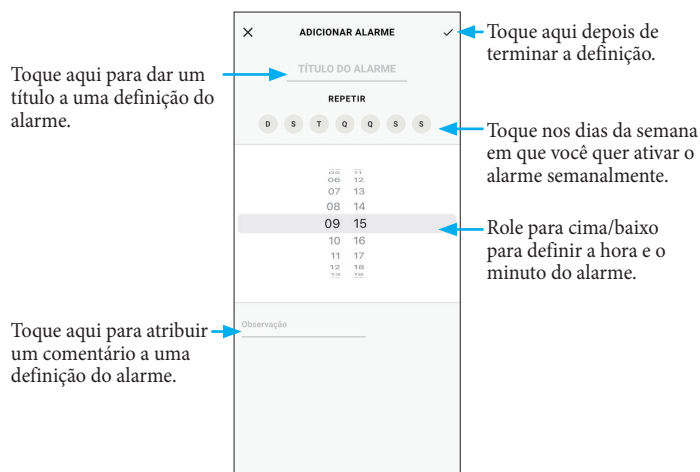 × ADICIONAR ALARME ✓
Toque aqui depois de
terminar a definição.
TÍTULO DO ALARME
Toque aqui para dar um
título a uma definição do
alarme.
REPETIR
D S T Q Q S S
Toque nos dias da semana
em que você quer ativar o
alarme semanalmente.
06 12
07 13
08 14
09 15
10 16
11 17
12 18
Role para cima/baixo
para definir a hora e o
minuto do alarme.
Observação
Toque aqui para atribuir
um comentário a uma
definição do alarme.